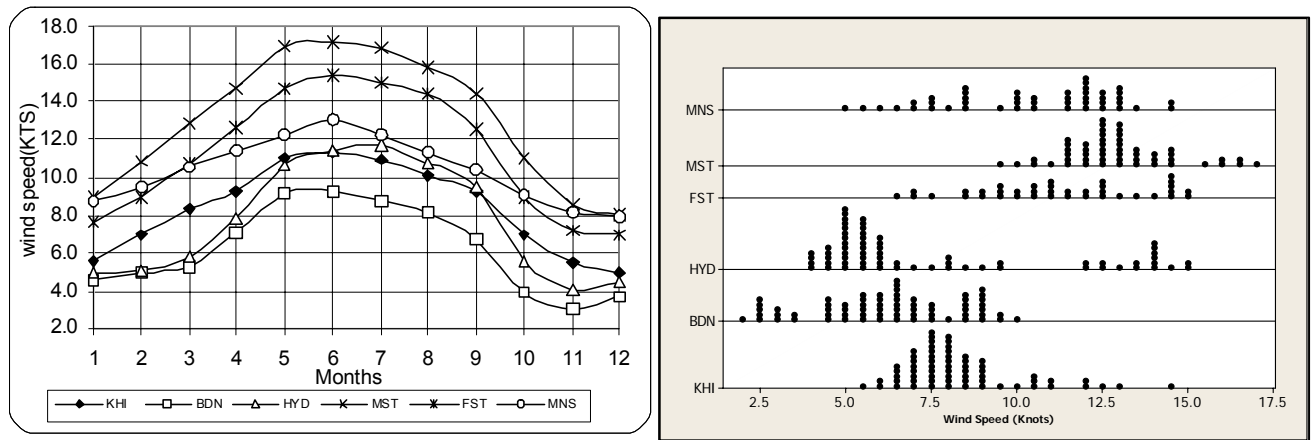 18.0
16.0
14.0
12.0
10.0
8.0
6.0
4.0
2.0
wind speed(KTS)
1 2 3 4 5 6 7 8 9 10 11 12
Months
KHI BDN HYD MST FST MNS
MNS
MST
FST
HYD
BDN
KHI
2.5 5.0 7.5 10.0 12.5 15.0 17.5
Wind Speed (Knots)